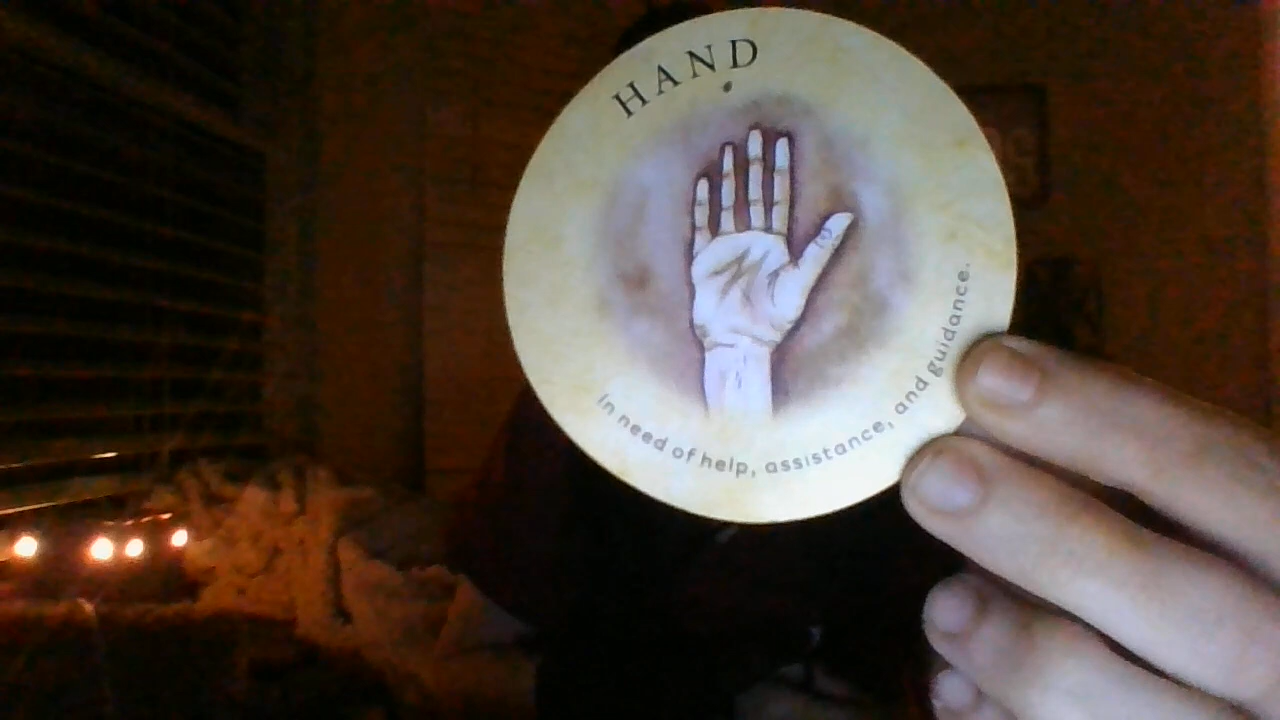 HAND
In need of help, assistance, and guidance.